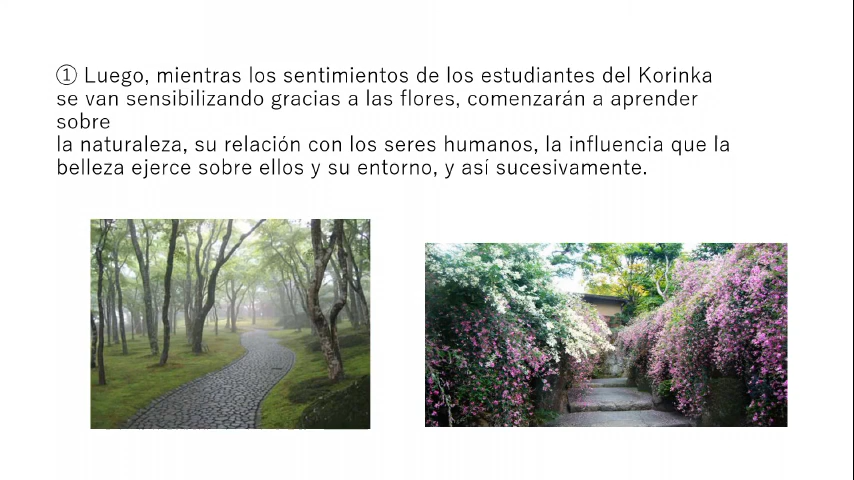 ① Luego, mientras los sentimientos de los estudiantes del Korinka
se van sensibilizando gracias a las flores, comenzarán a aprender
sobre
la naturaleza, su relación con los seres humanos, la influencia que la
belleza ejerce sobre ellos y su entorno, y así sucesivamente.